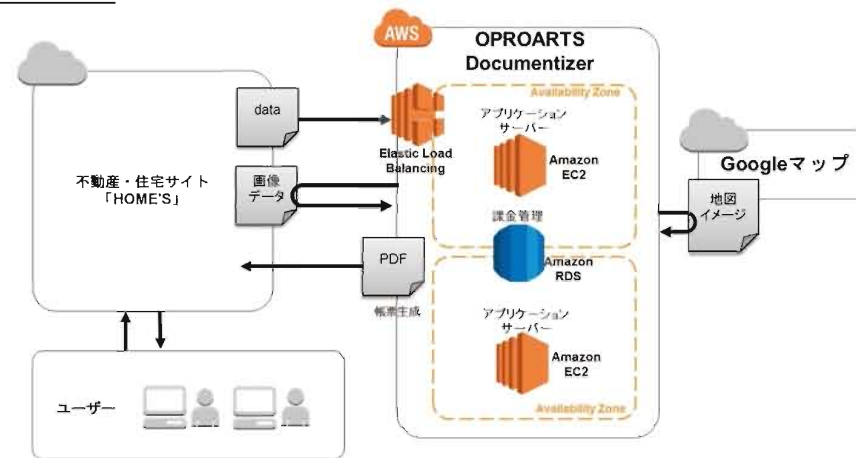 AWS
OPROARTS
Documentizer
Availability Zone
data
アプリケーション
サーバー
Elastic Load
Balancing
Amazon
EC2
不動産・住宅サイト
「HOME'S」
画像
データ
Googleマップ
地図
イメージ
課金管理
PDF
Amazon
RDS
帳票生成
アプリケーション
サーバー
Amazon
EC2
ユーザー
Availability Zone